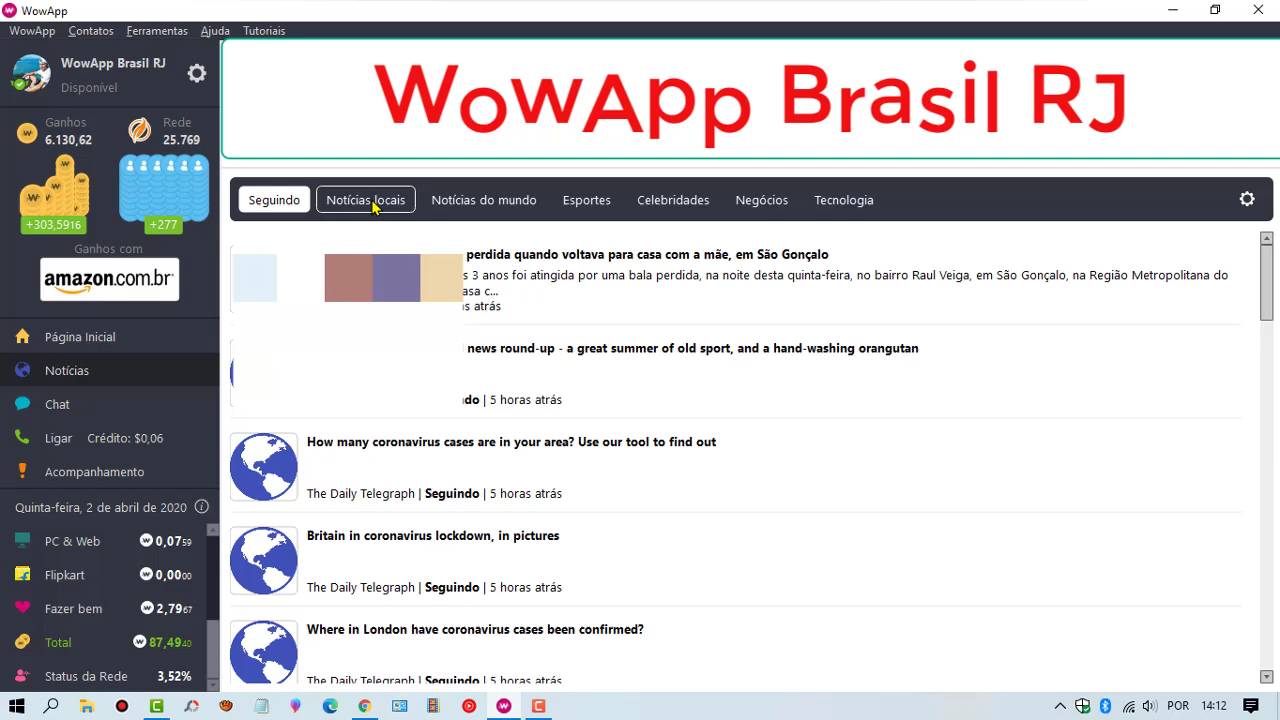 WowApp
WowApp Contatos Ferramentas Ajuda Tutoriais
WowApp Brasil RJ
Disponível
Ganhos
6.130,62
Rede
25.769
+303,5916
+277
Ganhos com
amazon.com.br
Página Inicial
Notícias
Chat
Ligar Crédito: $0,06
Acompanhamento
Quinta-feira, 2 de abril de 2020
PC & Web 0,0759
Flipkart 0,0000
Fazer bem 2,7967
Total 87,4940
Status da Rede 3,52%
WowApp Brasil RJ
Seguindo Notícias locais Notícias do mundo Esportes Celebridades Negócios Tecnologia
perdida quando voltava para casa com a mãe, em São Gonçalo
s 3 anos foi atingida por uma bala perdida, na noite desta quinta-feira, no bairro Raul Veiga, em São Gonçalo, na Região Metropolitana do
asa c...
s atrás
news round-up - a great summer of old sport, and a hand-washing orangutan
do | 5 horas atrás
How many coronavirus cases are in your area? Use our tool to find out
The Daily Telegraph | Seguindo | 5 horas atrás
Britain in coronavirus lockdown, in pictures
The Daily Telegraph | Seguindo | 5 horas atrás
Where in London have coronavirus cases been confirmed?
The Daily Telegraph | Seguindo | 5 horas atrás
POR 14:12